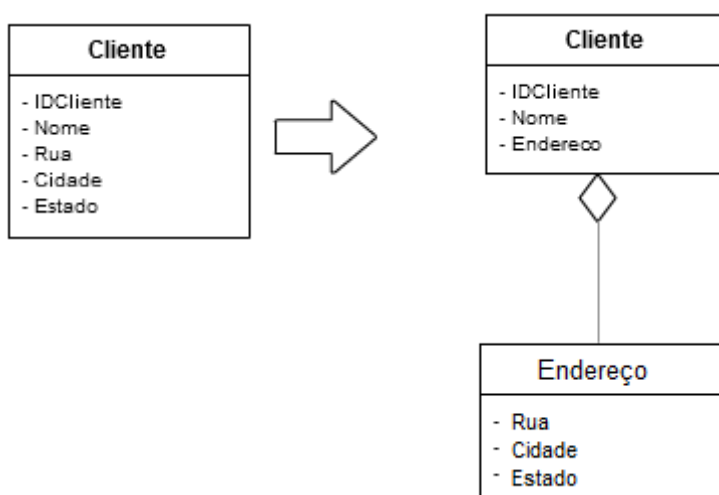 Cliente
- IDCliente
- Nome
- Rua
- Cidade
- Estado
Cliente
- IDCliente
- Nome
- Endereco
Endereço
- Rua
- Cidade
- Estado